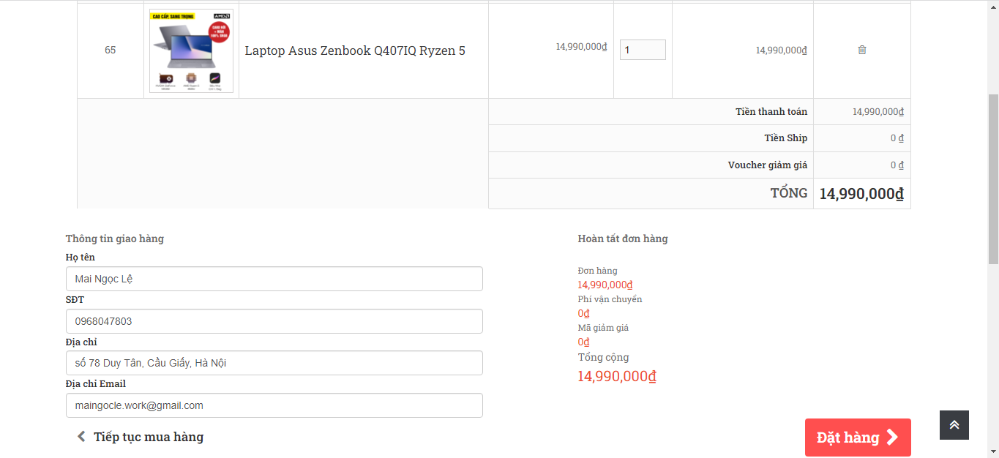 CAO CẤP, SANG TRỌNG
AMD
65
Laptop Asus Zenbook Q407IQ Ryzen 5
14,990,000₫
1
14,990,000₫
Tiền thanh toán
14,990,000₫
Tiền Ship
0 ₫
Voucher giảm giá
0 ₫
TỔNG
14,990,000₫
Thông tin giao hàng
Họ tên
Mai Ngọc Lệ
SĐT
0968047803
Địa chỉ
số 78 Duy Tân, Cầu Giấy, Hà Nội
Địa chỉ Email
maingocle.work@gmail.com
Tiếp tục mua hàng
Hoàn tất đơn hàng
Đơn hàng
14,990,000₫
Phí vận chuyển
0₫
Mã giảm giá
0₫
Tổng cộng
14,990,000₫
Đặt hàng